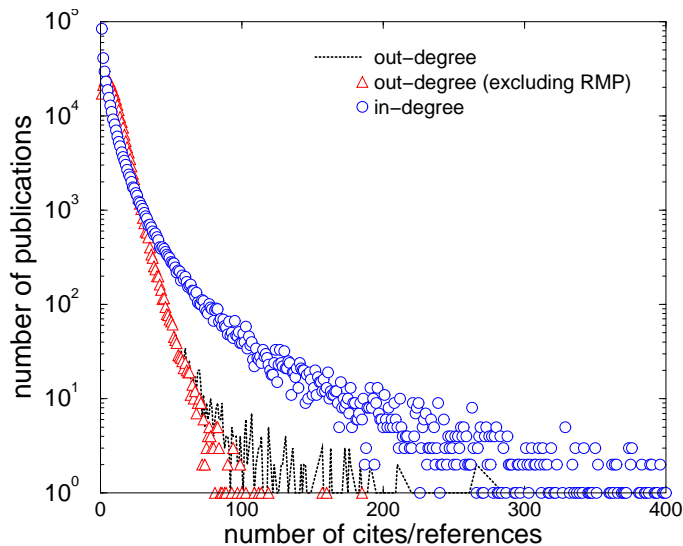 10^5
10^4
10^3
10^2
10^1
10^0
number of publications
out-degree
out-degree (excluding RMP)
in-degree
0 100 200 300 400
number of cites/references